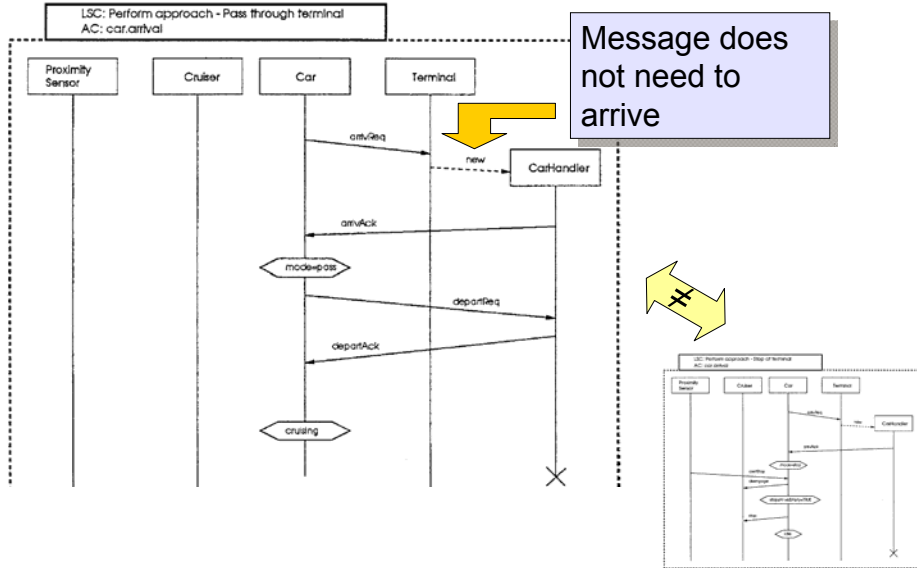 LSC: Perform approach - Pass through terminal
AC: car.arrival
Message does
not need to
arrive
Proximity
Sensor
Cruiser
Car
Terminal
arrivReq
new
CarHandler
arrivAck
mode=pass
departReq
departAck
cruising
≠
LSC: Perform approach - Stop at terminal
AC: car.arrival
Proximity
Sensor
Cruiser
Car
Terminal
new
CarHandler
stop